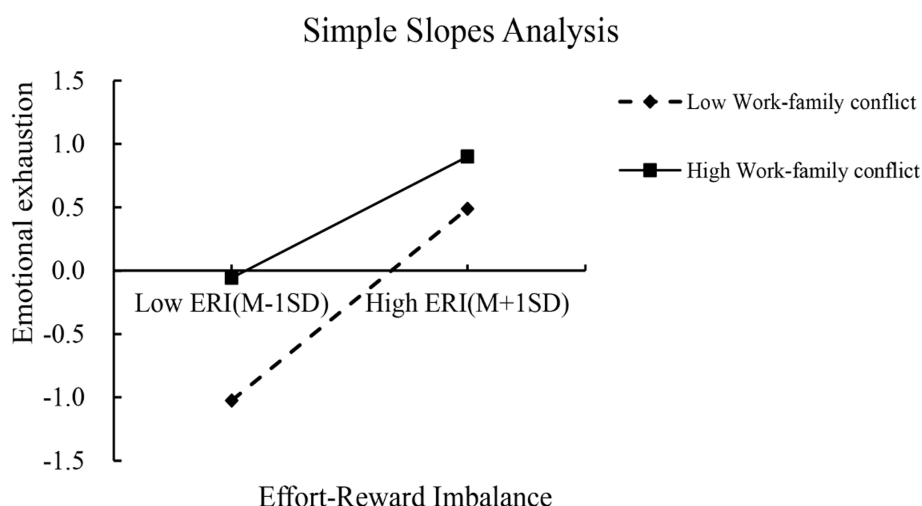 Simple Slopes Analysis
Emotional exhaustion
1.5
1.0
0.5
0.0
-0.5
-1.0
-1.5
Low ERI(M-1SD)
High ERI(M+1SD)
Effort-Reward Imbalance
Low Work-family conflict
High Work-family conflict